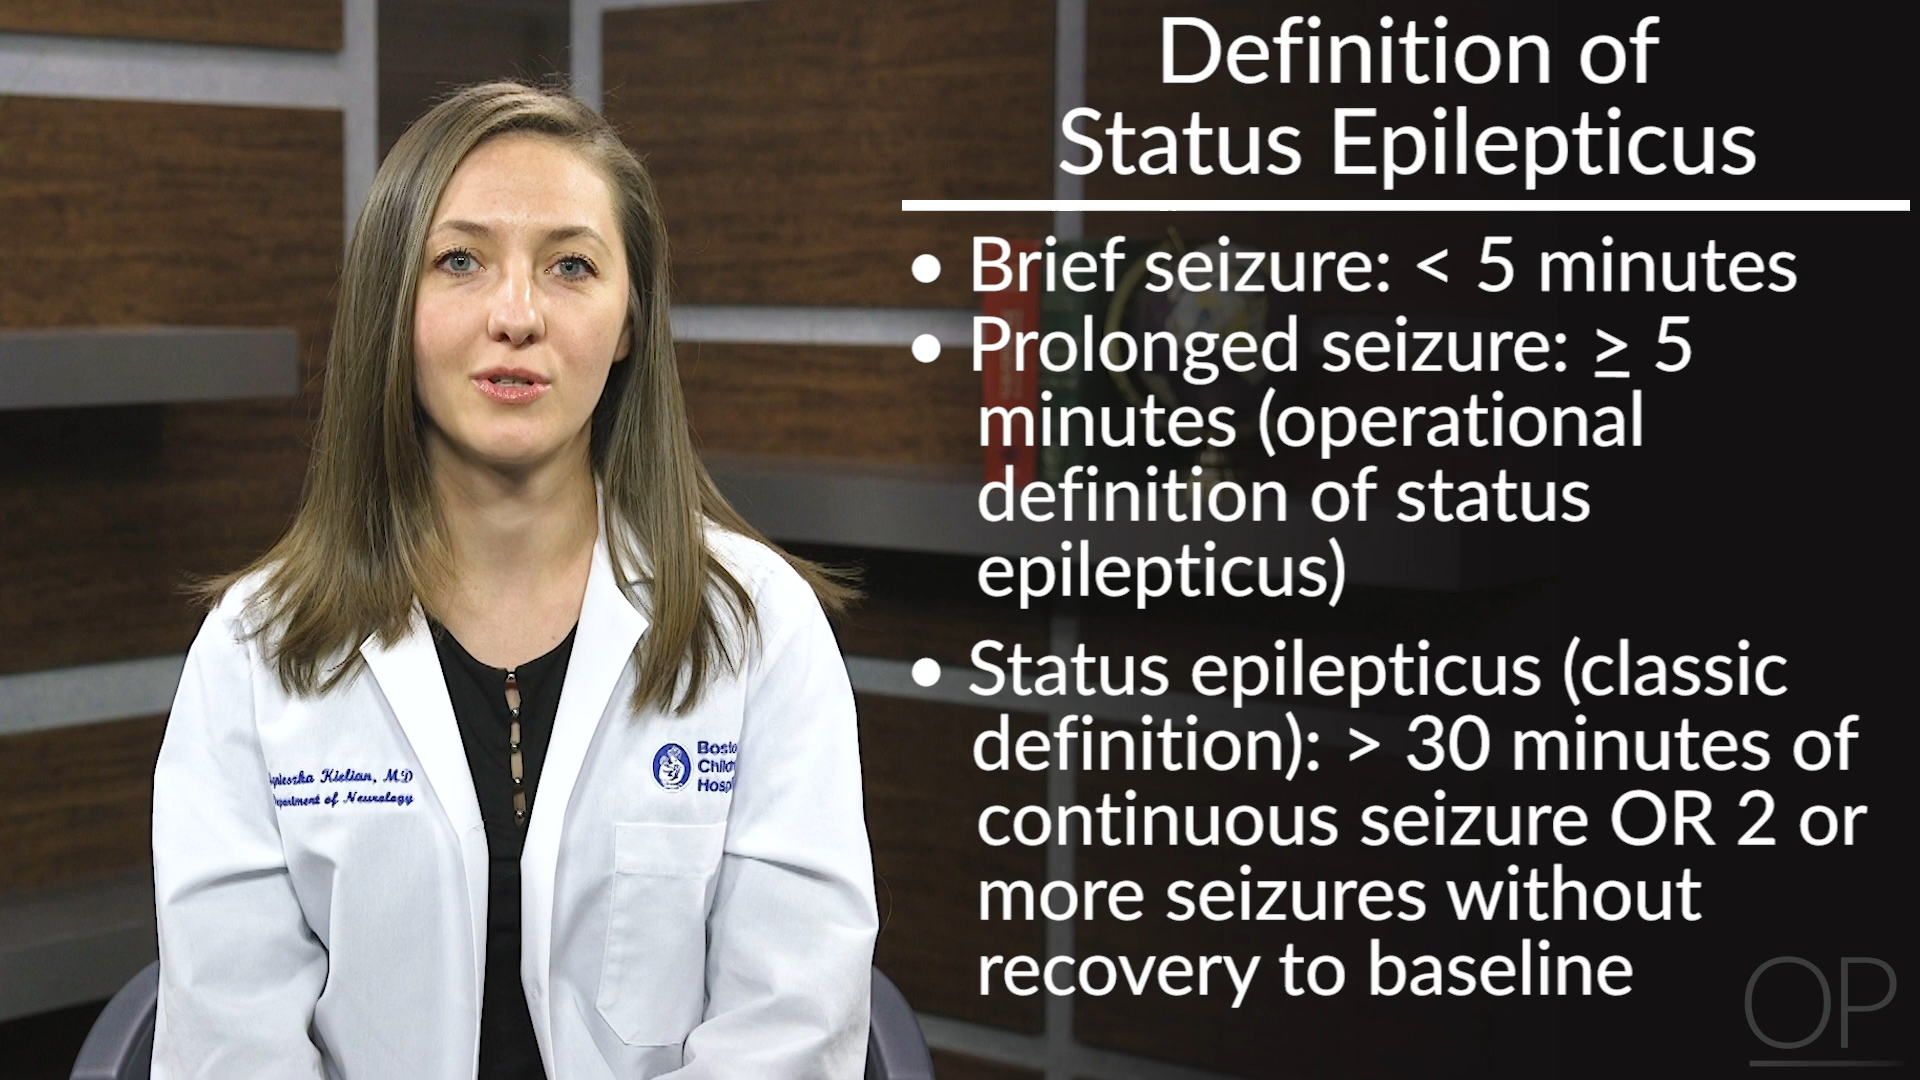 Definition of
Status Epilepticus
• Brief seizure: < 5 minutes
• Prolonged seizure: ≥ 5
minutes (operational
definition of status
epilepticus)
• Status epilepticus (classic
definition): > 30 minutes of
continuous seizure OR 2 or
more seizures without
recovery to baseline
Kielian, MD
of Neurology
OP